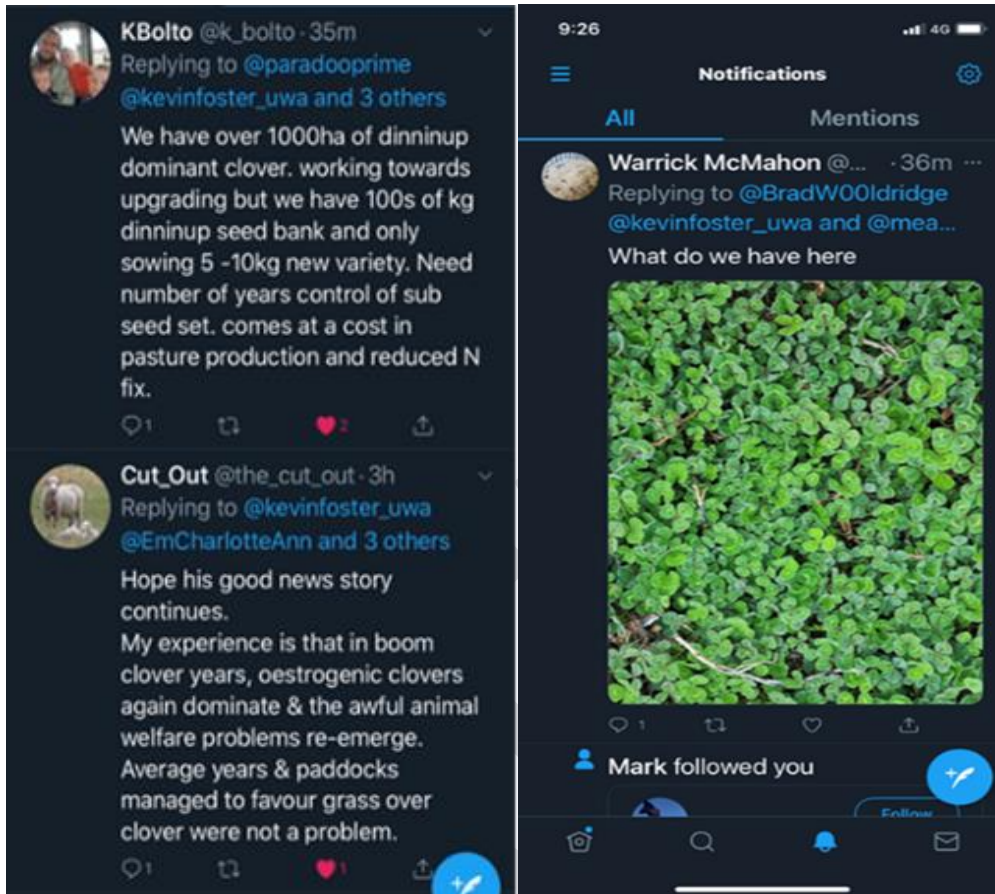 KBolto @k_bolto · 35m
Replying to @paradooprime
@kevinfoster_uwa and 3 others
We have over 1000ha of dinninup
dominant clover. working towards
upgrading but we have 100s of kg
dinninup seed bank and only
sowing 5 -10kg new variety. Need
number of years control of sub
seed set. comes at a cost in
pasture production and reduced N
fix.
1 2
Cut_Out @the_cut_out · 3h
Replying to @kevinfoster_uwa
@EmCharlotteAnn and 3 others
Hope his good news story
continues.
My experience is that in boom
clover years, oestrogenic clovers
again dominate & the awful animal
welfare problems re-emerge.
Average years & paddocks
managed to favour grass over
clover were not a problem.
1 1
9:26 4G
Notifications
All Mentions
Warrick McMahon @... · 36m ...
Replying to @BradW00ldridge
@kevinfoster_uwa and @mea...
What do we have here
1
Mark followed you
Follow